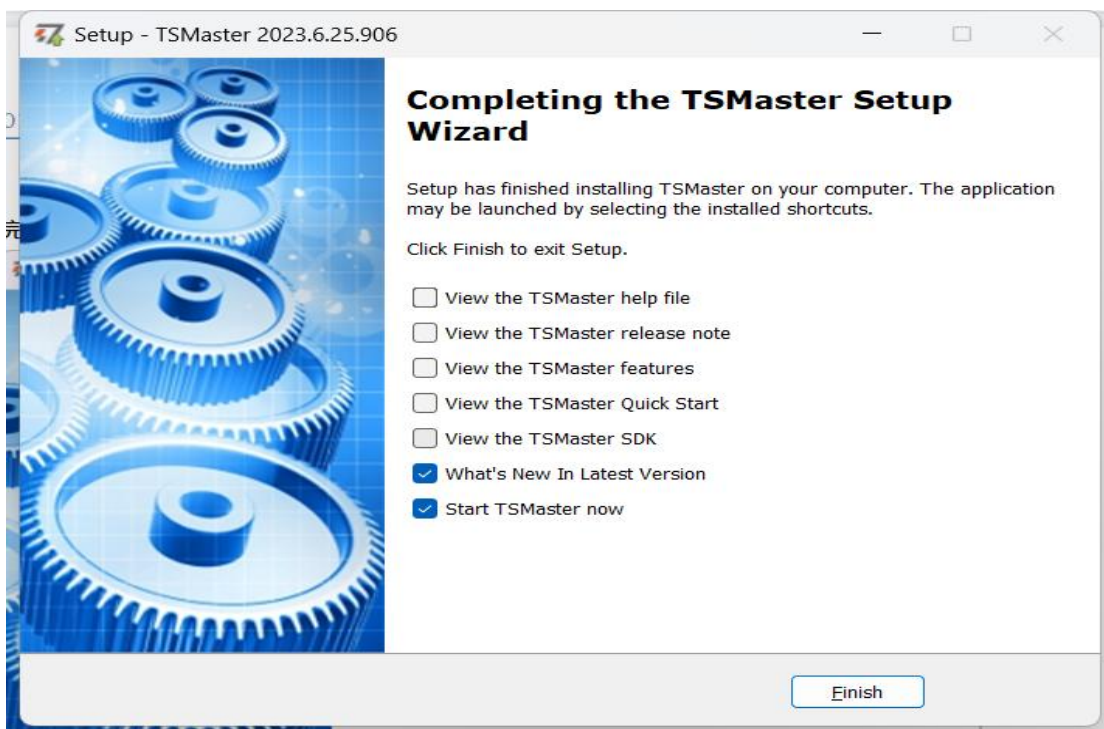 Setup - TSMaster 2023.6.25.906
Completing the TSMaster Setup
Wizard
Setup has finished installing TSMaster on your computer. The application
may be launched by selecting the installed shortcuts.
Click Finish to exit Setup.
View the TSMaster help file
View the TSMaster release note
View the TSMaster features
View the TSMaster Quick Start
View the TSMaster SDK
What's New In Latest Version
Start TSMaster now
Finish